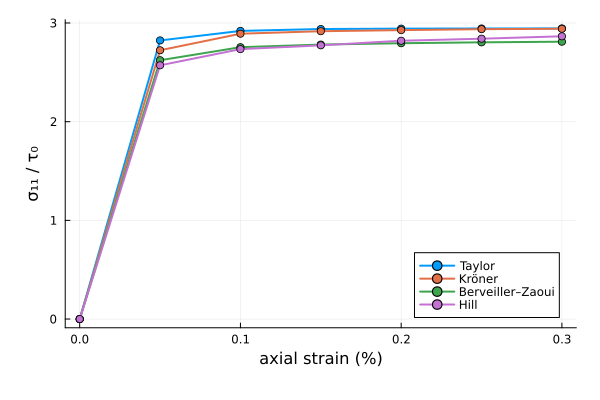 3
2
1
0
σ₁₁ / τ₀
0.0
0.1
0.2
0.3
axial strain (%)
Taylor
Kröner
Berveiller–Zaoui
Hill